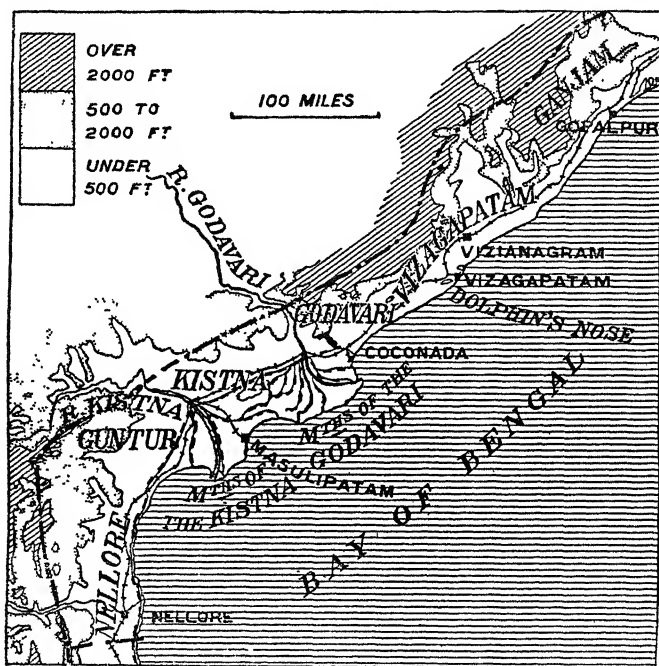 OVER
2000 FT
500 TO
2000 FT
UNDER
500 FT
100 MILES
GANJAM
GOPALPUR
R. GODAVARI
VIZAGAPATAM
VIZIANAGRAM
VIZAGAPATAM
DOLPHIN'S NOSE
GODAVARI
COCONADA
KISTNA
R. KISTNA
GUNTUR
MTHS OF THE
GODAVARI
MASULIPATAM
MTHS OF
THE KISTNA
BAY OF BENGAL
NELLORE
NELLORE